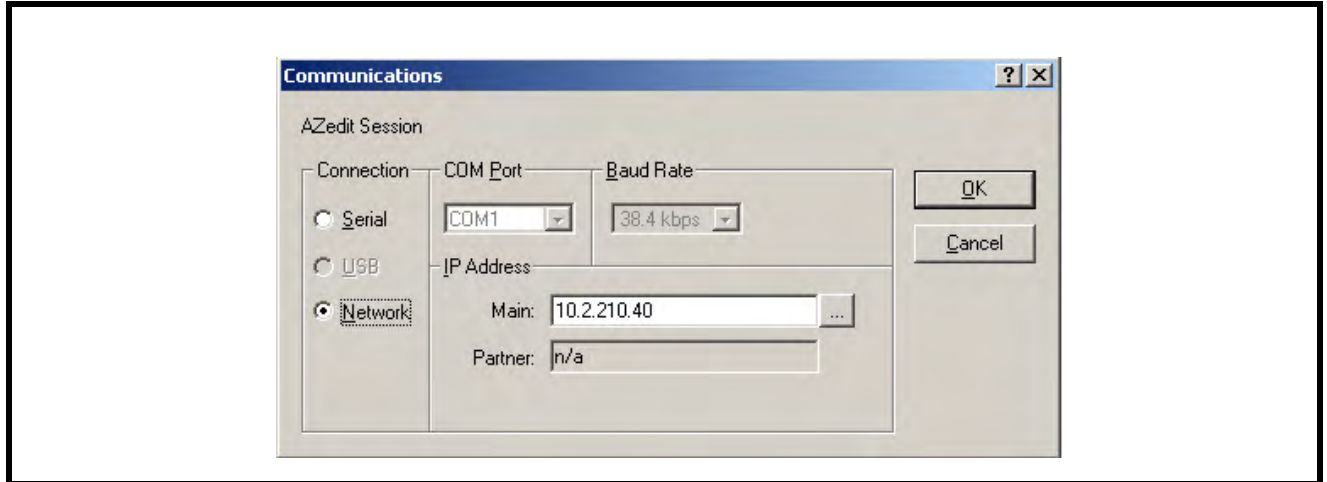 Communications
AZedit Session
Connection
COM Port
Baud Rate
Serial
COM1
38.4 kbps
OK
USB
Cancel
IP Address
Network
Main: 10.2.210.40 ...
Partner: n/a